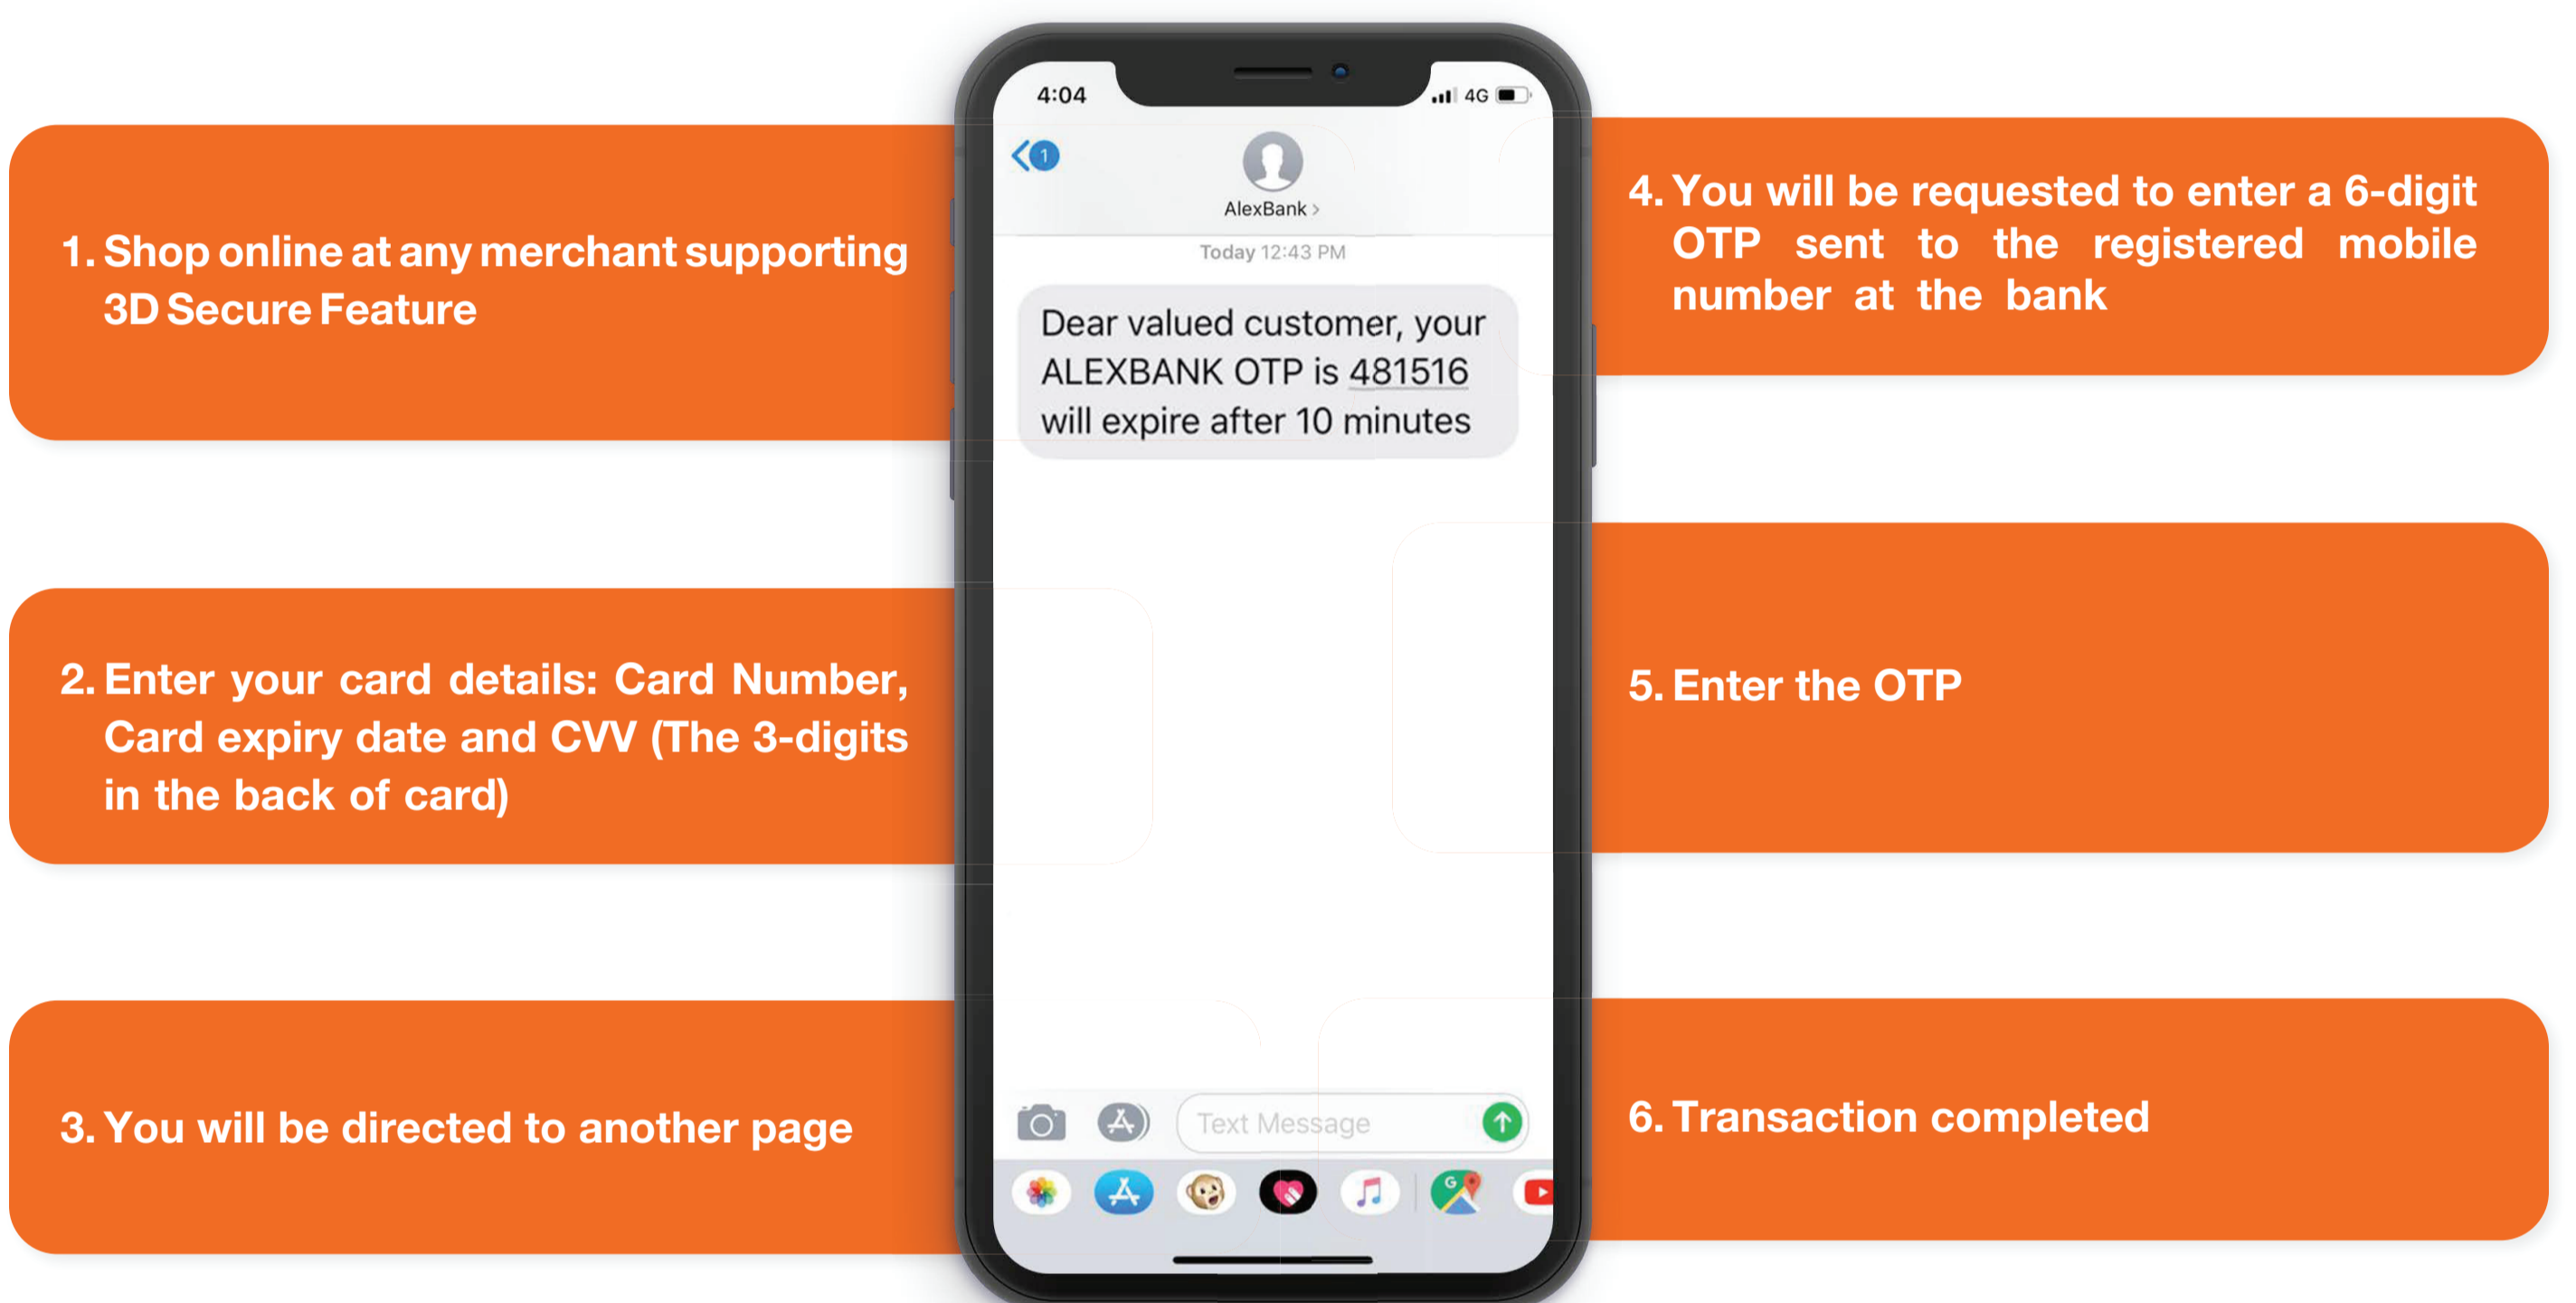 1. Shop online at any merchant supporting
3D Secure Feature
2. Enter your card details: Card Number,
Card expiry date and CVV (The 3-digits
in the back of card)
3. You will be directed to another page
4:04
4G
1
AlexBank >
Today 12:43 PM
Dear valued customer, your
ALEXBANK OTP is 481516
will expire after 10 minutes
Text Message
G
4. You will be requested to enter a 6-digit
OTP sent to the registered mobile
number at the bank
5. Enter the OTP
6. Transaction completed